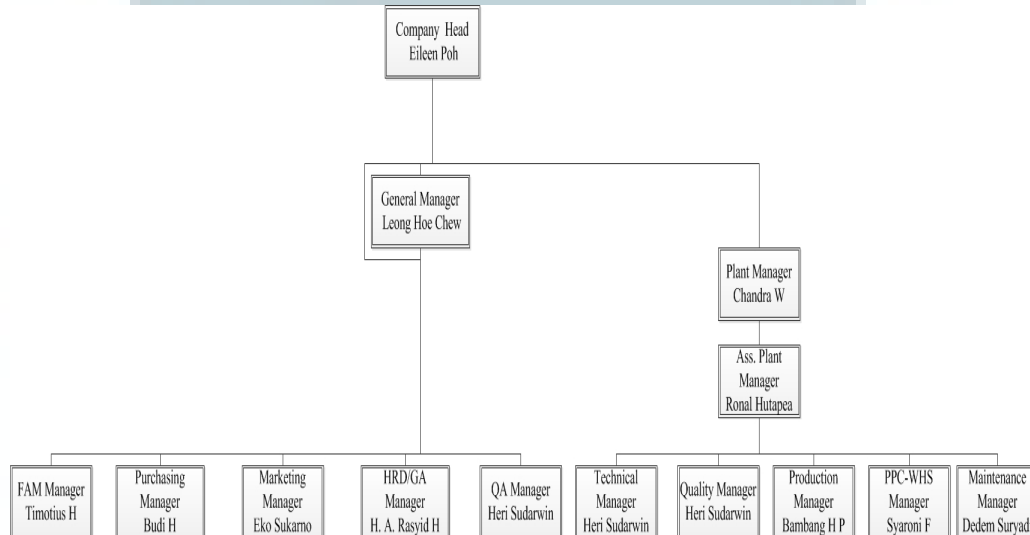 Company Head
Eileen Poh
General Manager
Leong Hoe Chew
Plant Manager
Chandra W
Ass. Plant
Manager
Ronal Hutapea
FAM Manager
Timotius H
Purchasing
Manager
Budi H
Marketing
Manager
Eko Sukarno
HRD/GA
Manager
H. A. Rasyid H
QA Manager
Heri Sudarwin
Technical
Manager
Heri Sudarwin
Quality Manager
Heri Sudarwin
Production
Manager
Bambang H P
PPC-WHS
Manager
Syaroni F
Maintenance
Manager
Dedem